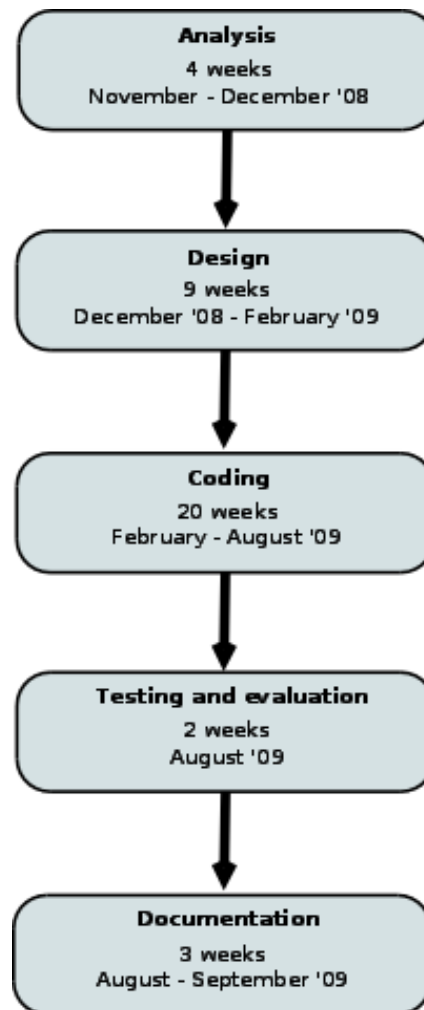 Analysis
4 weeks
November - December '08
Design
9 weeks
December '08 - February '09
Coding
20 weeks
February - August '09
Testing and evaluation
2 weeks
August '09
Documentation
3 weeks
August - September '09